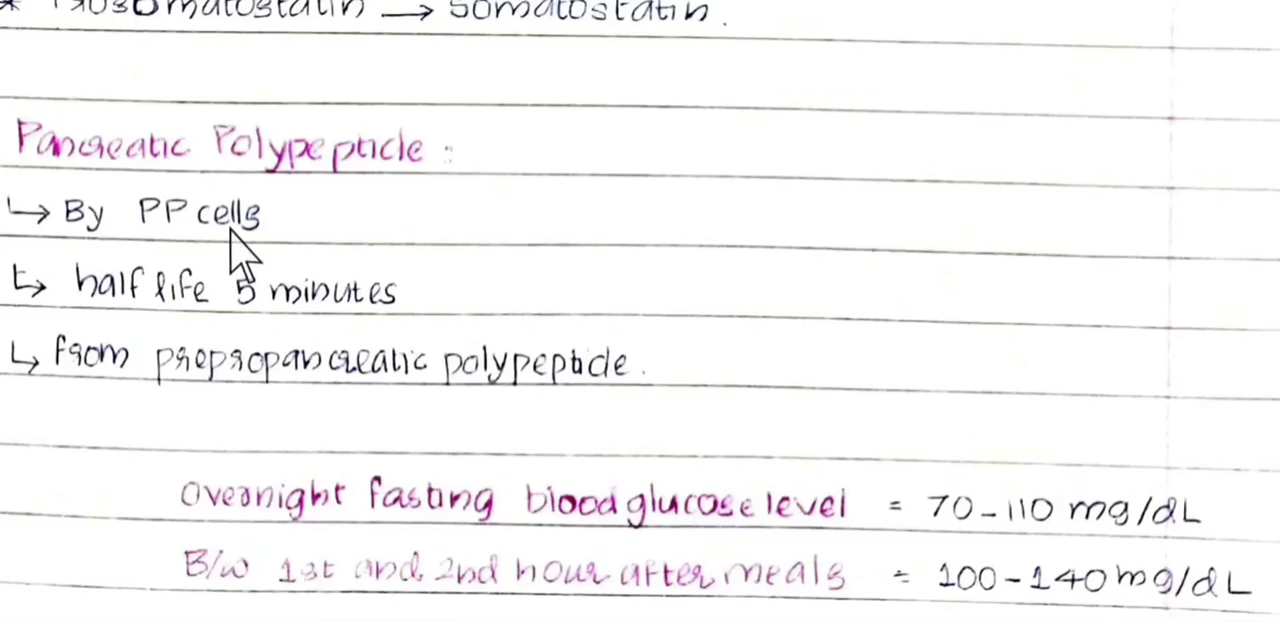 * Prosomatostatin → Somatostatin.
Pancreatic Polypeptide :
↳ By PP cells
↳ half life 5 minutes
↳ from prepropancreatic polypeptide.
Overnight fasting blood glucose level = 70-110 mg/dL
B/w 1st and 2nd hour after meals = 100-140 mg/dL